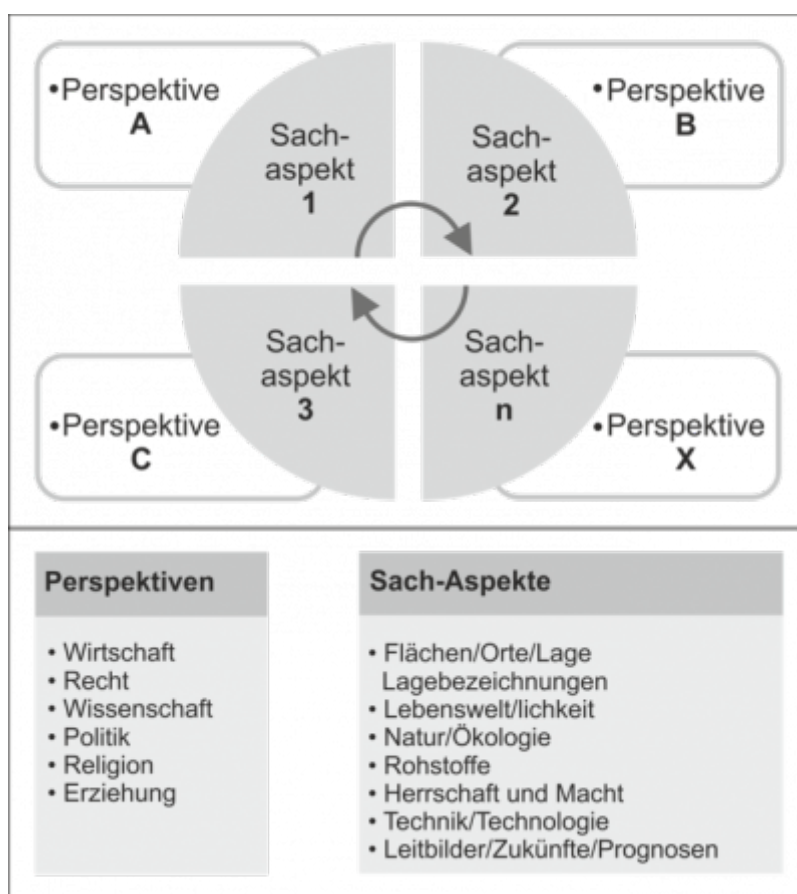 •Perspektive
A
Sach-
aspekt
1
Sach-
aspekt
2
•Perspektive
B
•Perspektive
C
Sach-
aspekt
3
Sach-
aspekt
n
•Perspektive
X
Perspektiven
• Wirtschaft
• Recht
• Wissenschaft
• Politik
• Religion
• Erziehung
Sach-Aspekte
• Flächen/Orte/Lage
Lagebezeichnungen
• Lebenswelt/lichkeit
• Natur/Ökologie
• Rohstoffe
• Herrschaft und Macht
• Technik/Technologie
• Leitbilder/Zukünfte/Prognosen